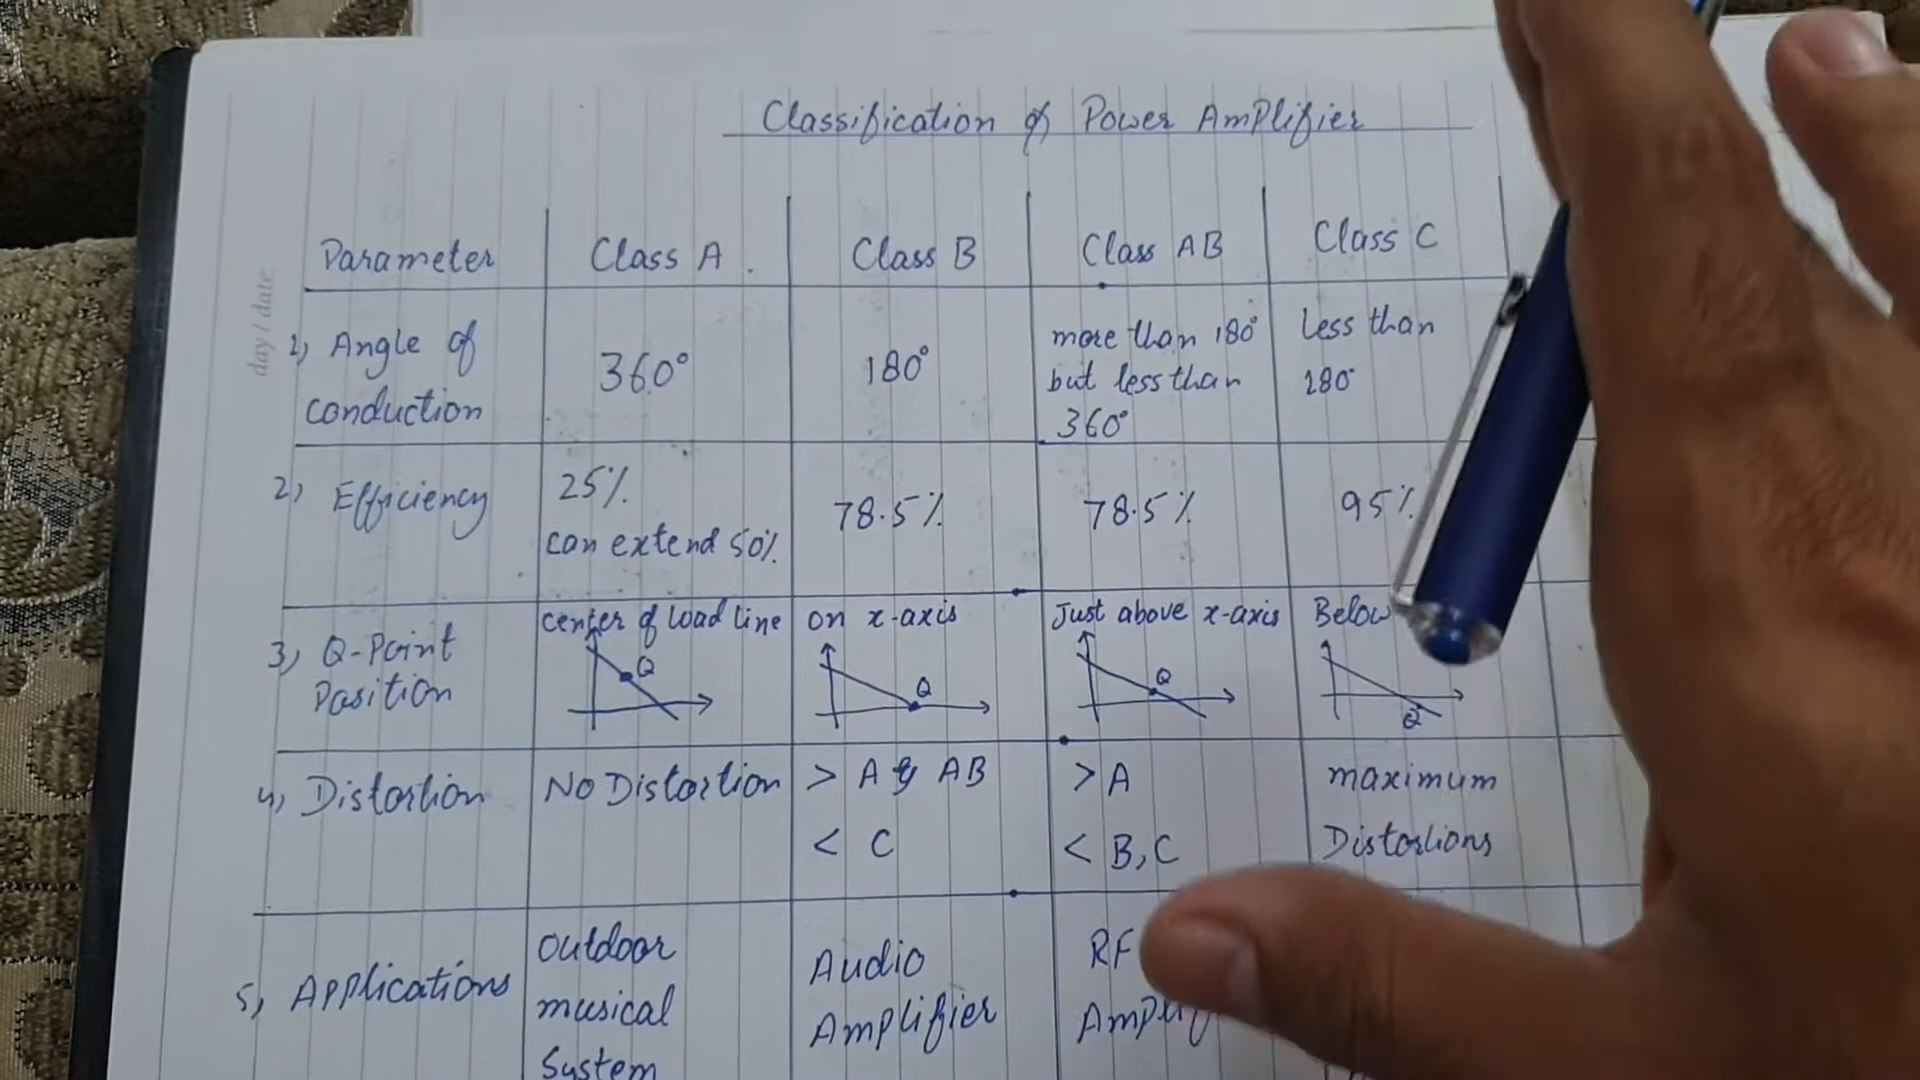 Classification of Power Amplifier
day / date
Parameter
Class A
Class B
Class AB
Class C
1) Angle of
conduction
360°
180°
more than 180°
but less than
360°
Less than
180°
2) Efficiency
25%
can extend 50%
78.5%
78.5%
95%
3) Q-Point
Position
center of load line
Q
on x-axis
Q
Just above x-axis
Q
Below
Q
4) Distortion
No Distortion
> A & AB
< C
> A
< B, C
maximum
Distortions
5) Applications
outdoor
musical
System
Audio
Amplifier
RF